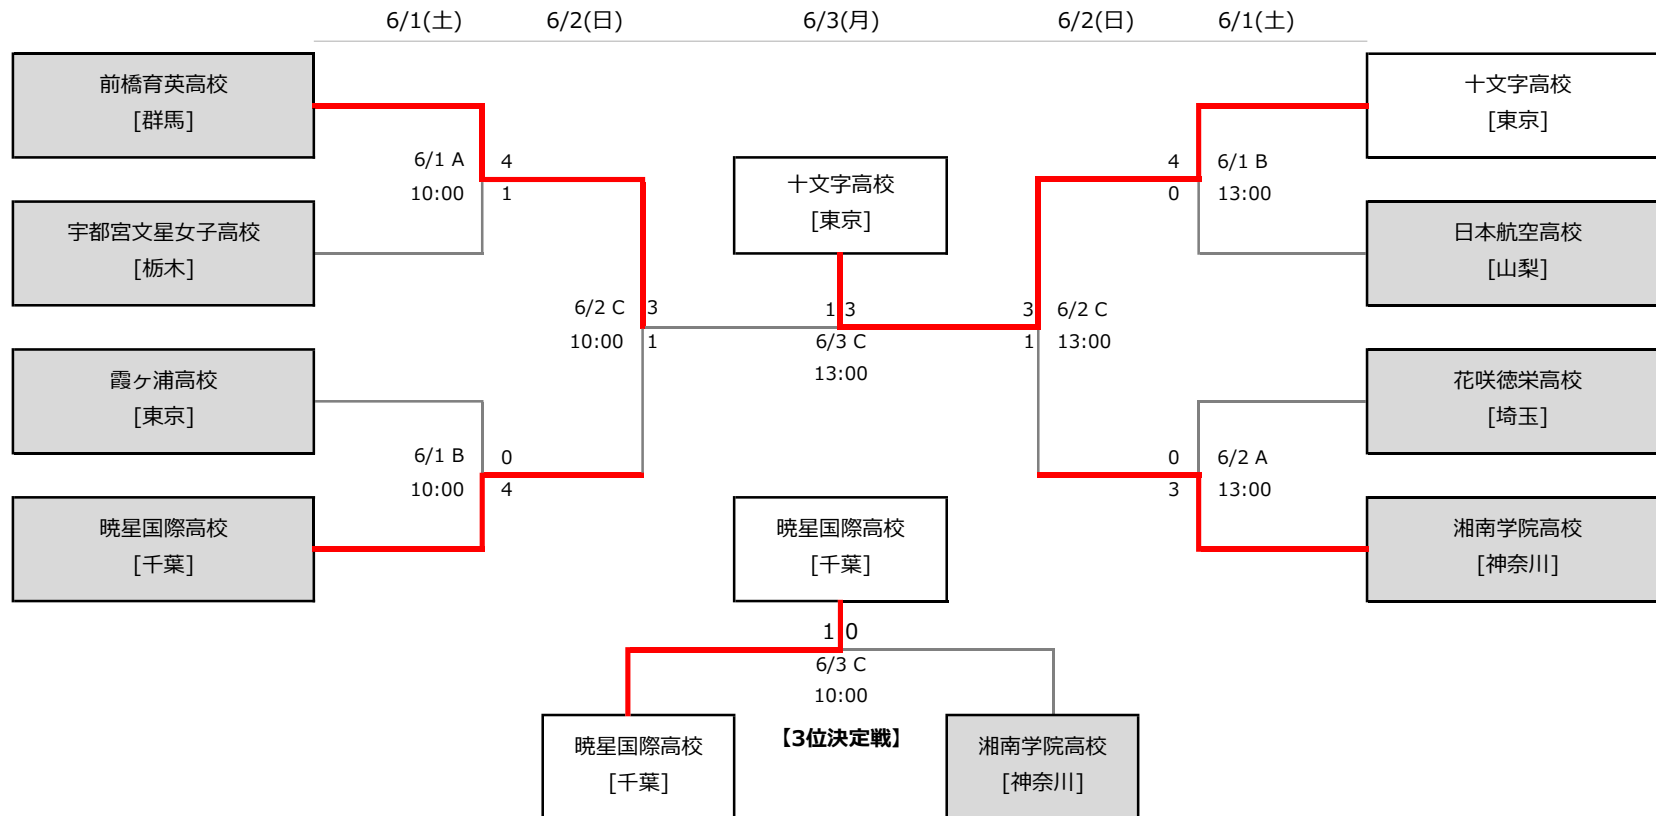 6/1(土) 6/2(日) 6/3(月) 6/2(日) 6/1(土)
前橋育英高校
[群馬]
宇都宮文星女子高校
[栃木]
霞ヶ浦高校
[東京]
暁星国際高校
[千葉]
6/1 A 4
10:00 1
6/1 B 0
10:00 4
6/2 C 3
10:00 1
十文字高校
[東京]
1 3
6/3 C
13:00
3 6/2 C
1 13:00
4 6/1 B
0 13:00
0 6/2 A
3 13:00
十文字高校
[東京]
日本航空高校
[山梨]
花咲徳栄高校
[埼玉]
湘南学院高校
[神奈川]
暁星国際高校
[千葉]
1 0
6/3 C
10:00
【3位決定戦】
暁星国際高校
[千葉]
湘南学院高校
[神奈川]